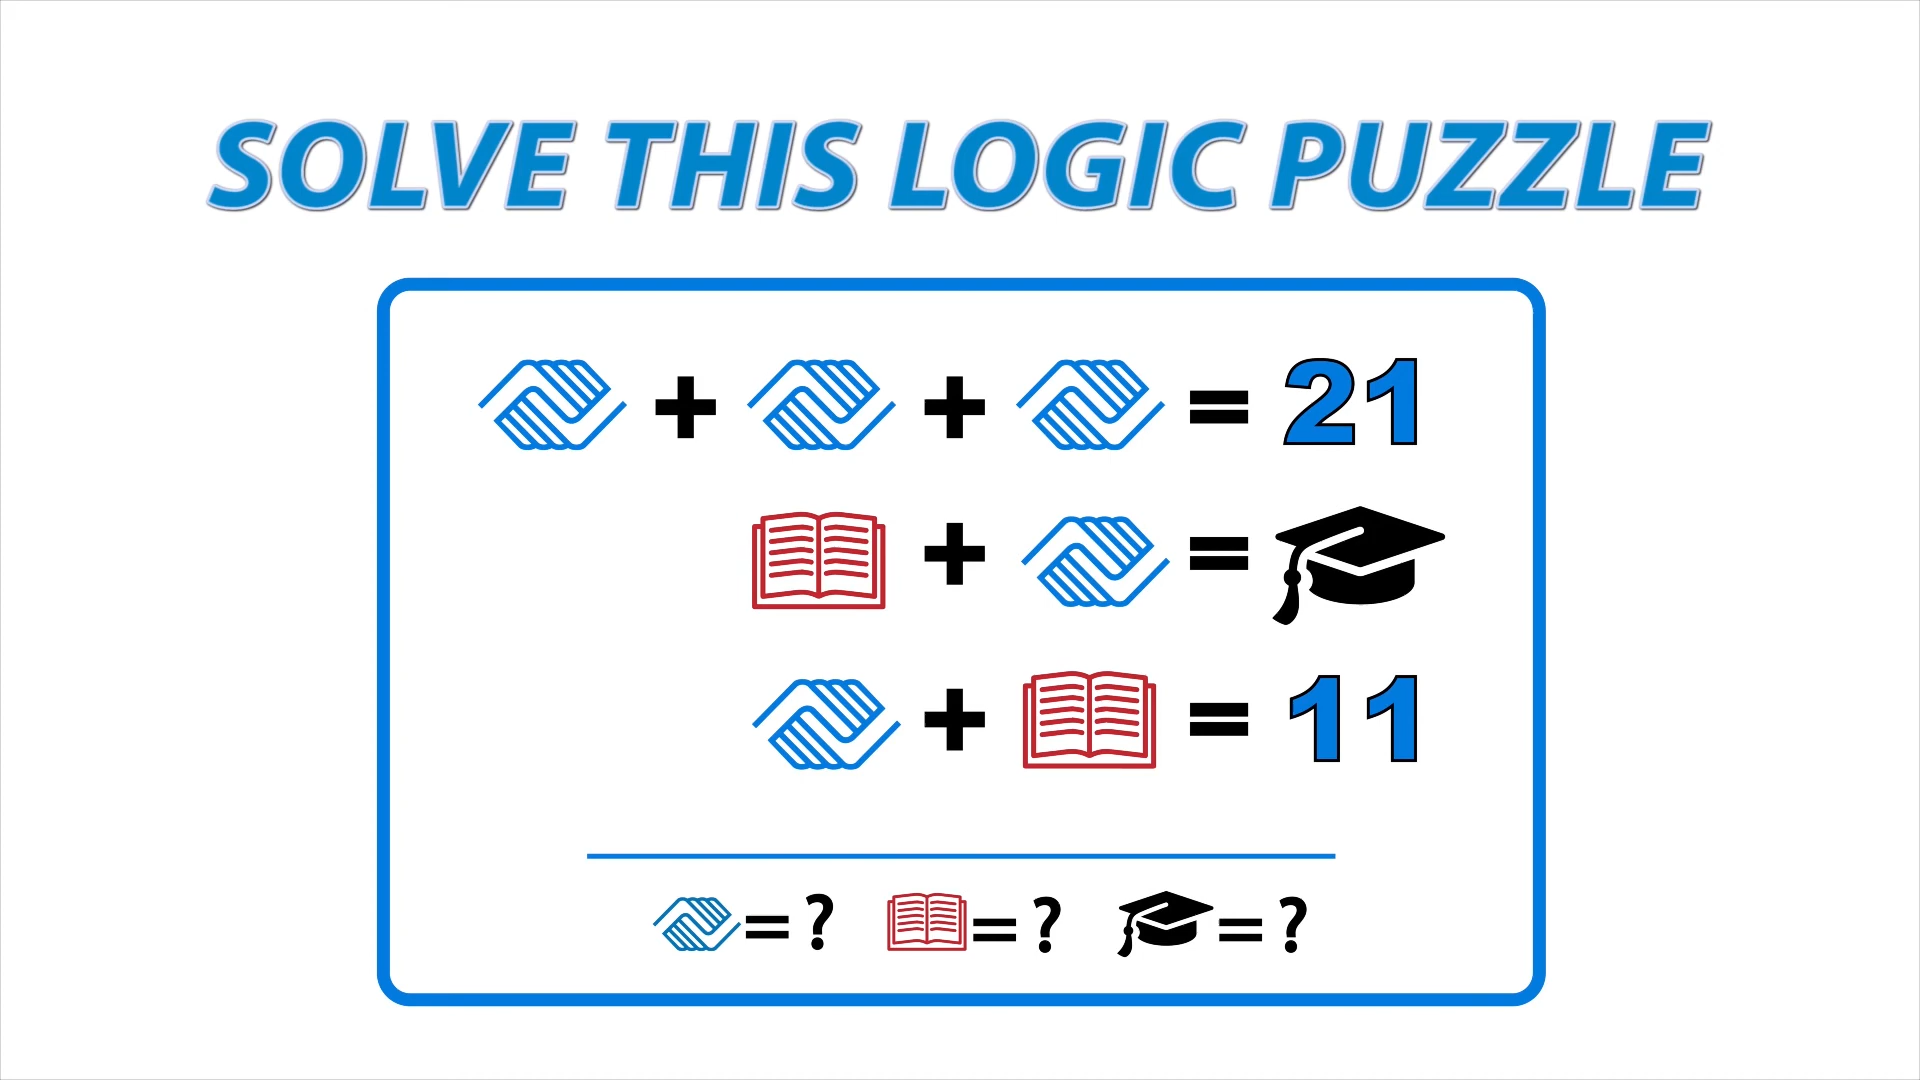 SOLVE THIS LOGIC PUZZLE
+ + = 21
+ =
+ = 11
= ? = ? = ?